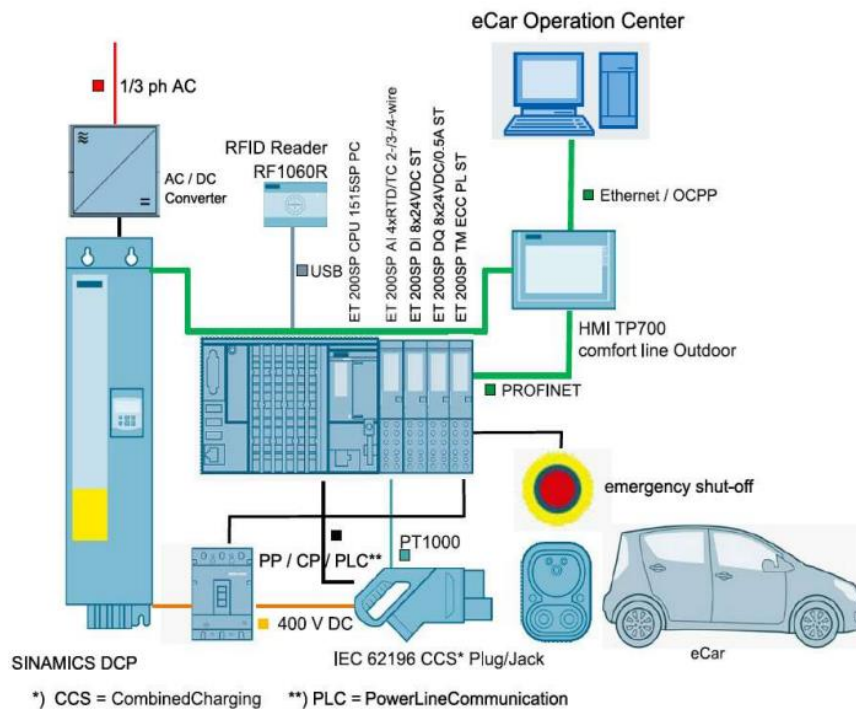 eCar Operation Center
1/3 ph AC
AC / DC
Converter
RFID Reader
RF1060R
USB
ET 200SP CPU 1515SP PC
ET 200SP AI 4xRTD/TC 2-/3-/4-wire
ET 200SP DI 8x24VDC ST
ET 200SP DQ 8x24VDC/0.5A ST
ET 200SP TM ECC PL ST
Ethernet / OCPP
HMI TP700
comfort line Outdoor
PROFINET
emergency shut-off
PP / CP / PLC**
PT1000
400 V DC
SINAMICS DCP
IEC 62196 CCS* Plug/Jack
eCar
*) CCS = CombinedCharging **) PLC = PowerLineCommunication